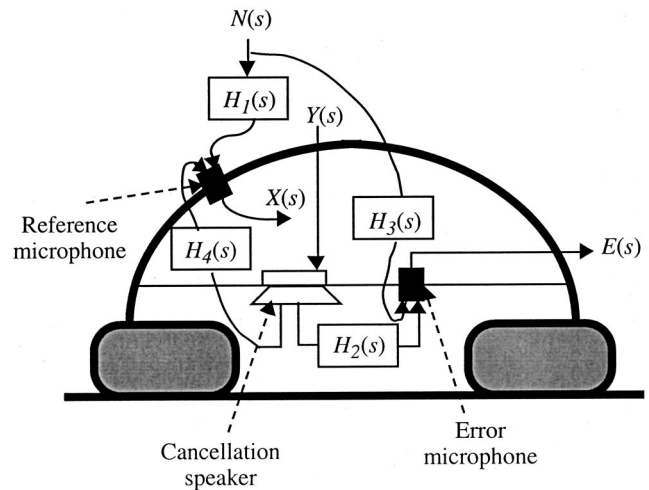 N(s)
H1(s)
Y(s)
X(s)
Reference
microphone
H4(s)
H3(s)
E(s)
H2(s)
Cancellation
speaker
Error
microphone